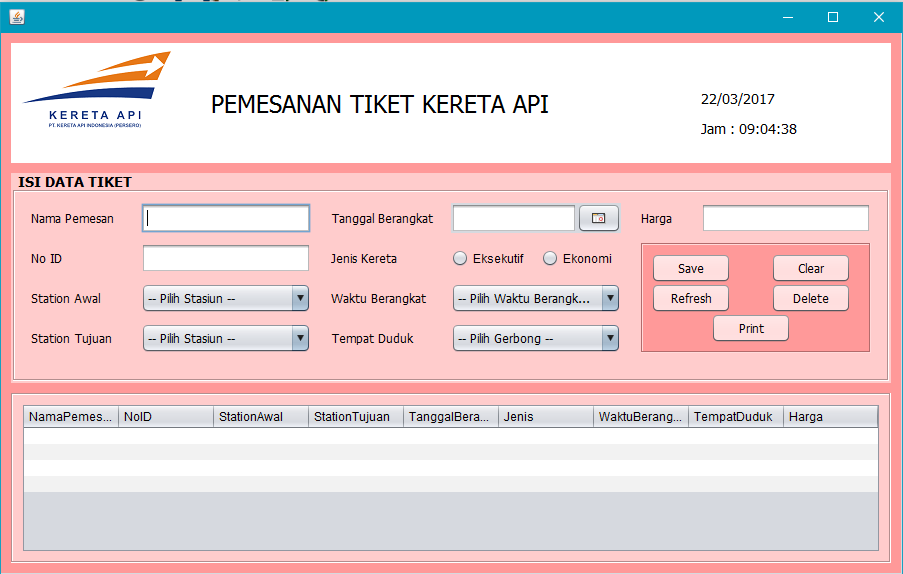 KERETA API
PT. KERETA API INDONESIA (PERSERO)
PEMESANAN TIKET KERETA API
22/03/2017
Jam : 09:04:38
ISI DATA TIKET
Nama Pemesan Tanggal Berangkat Harga
No ID Jenis Kereta Eksekutif Ekonomi
Station Awal -- Pilih Stasiun -- Waktu Berangkat -- Pilih Waktu Berangk...
Station Tujuan -- Pilih Stasiun -- Tempat Duduk -- Pilih Gerbong --
Save Clear
Refresh Delete
Print
NamaPemes... NoID StationAwal StationTujuan TanggalBera... Jenis WaktuBerang... TempatDuduk Harga